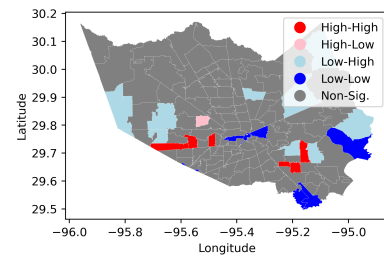 30.2
30.1
30.0
29.9
29.8
29.7
29.6
29.5
Latitude
High-High
High-Low
Low-High
Low-Low
Non-Sig.
−96.0 −95.8 −95.6 −95.4 −95.2 −95.0
Longitude